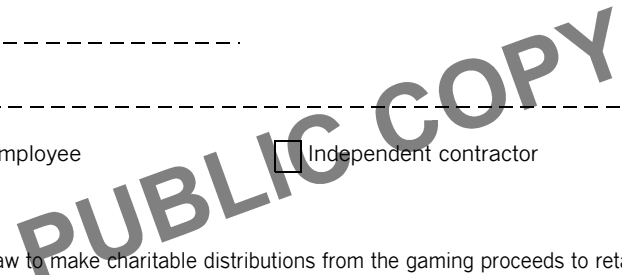 mployee Independent contractor
PUBLIC COPY
aw to make charitable distributions from the gaming proceeds to reta